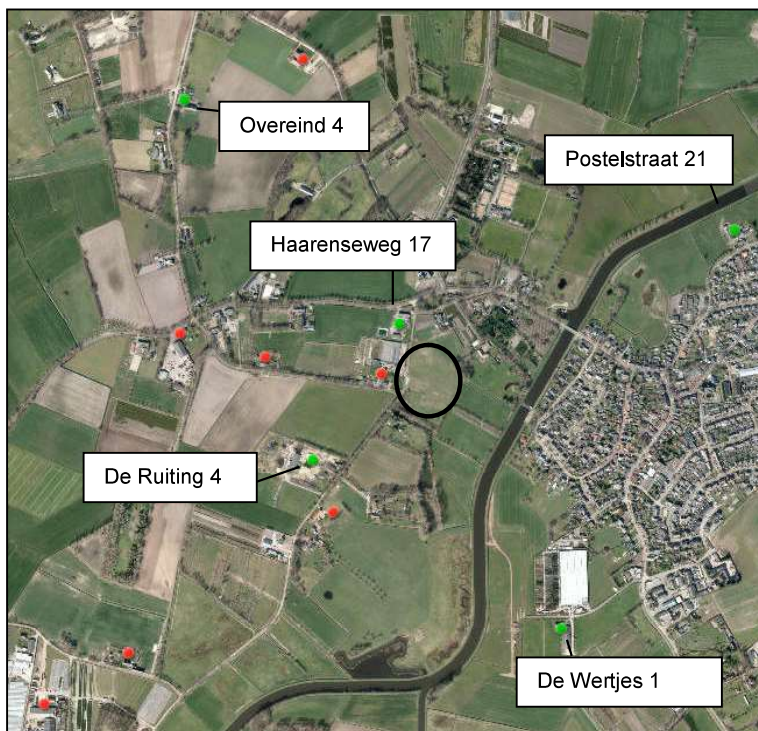 Overeind 4
Postelstraat 21
Haarenseweg 17
De Ruiting 4
De Wertjes 1